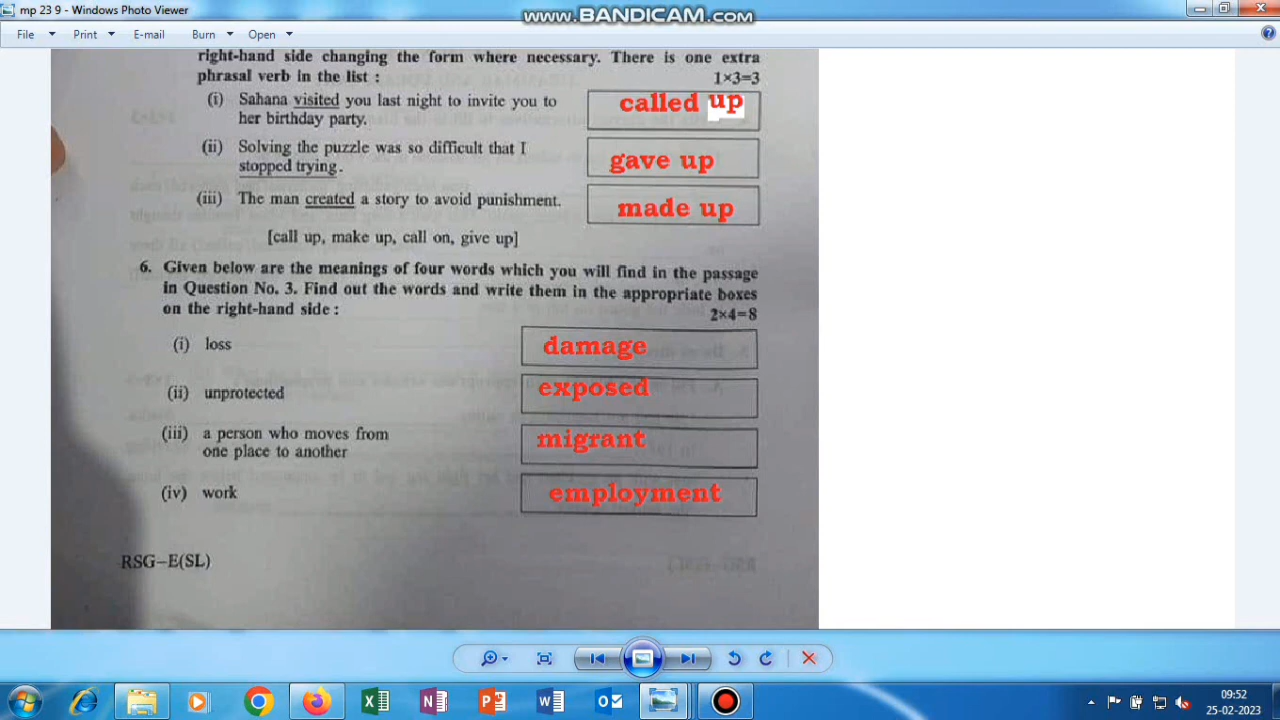 mp 23 9 - Windows Photo Viewer
www.BANDICAM.com
File Print E-mail Burn Open
right-hand side changing the form where necessary. There is one extra
phrasal verb in the list : 1×3=3
(i) Sahana visited you last night to invite you to
her birthday party.
called up
(ii) Solving the puzzle was so difficult that I
stopped trying.
gave up
(iii) The man created a story to avoid punishment.
made up
[call up, make up, call on, give up]
6. Given below are the meanings of four words which you will find in the passage
in Question No. 3. Find out the words and write them in the appropriate boxes
on the right-hand side : 2×4=8
(i) loss damage
(ii) unprotected exposed
(iii) a person who moves from
one place to another
migrant
(iv) work employment
RSG–E(SL)
09:52
25-02-2023